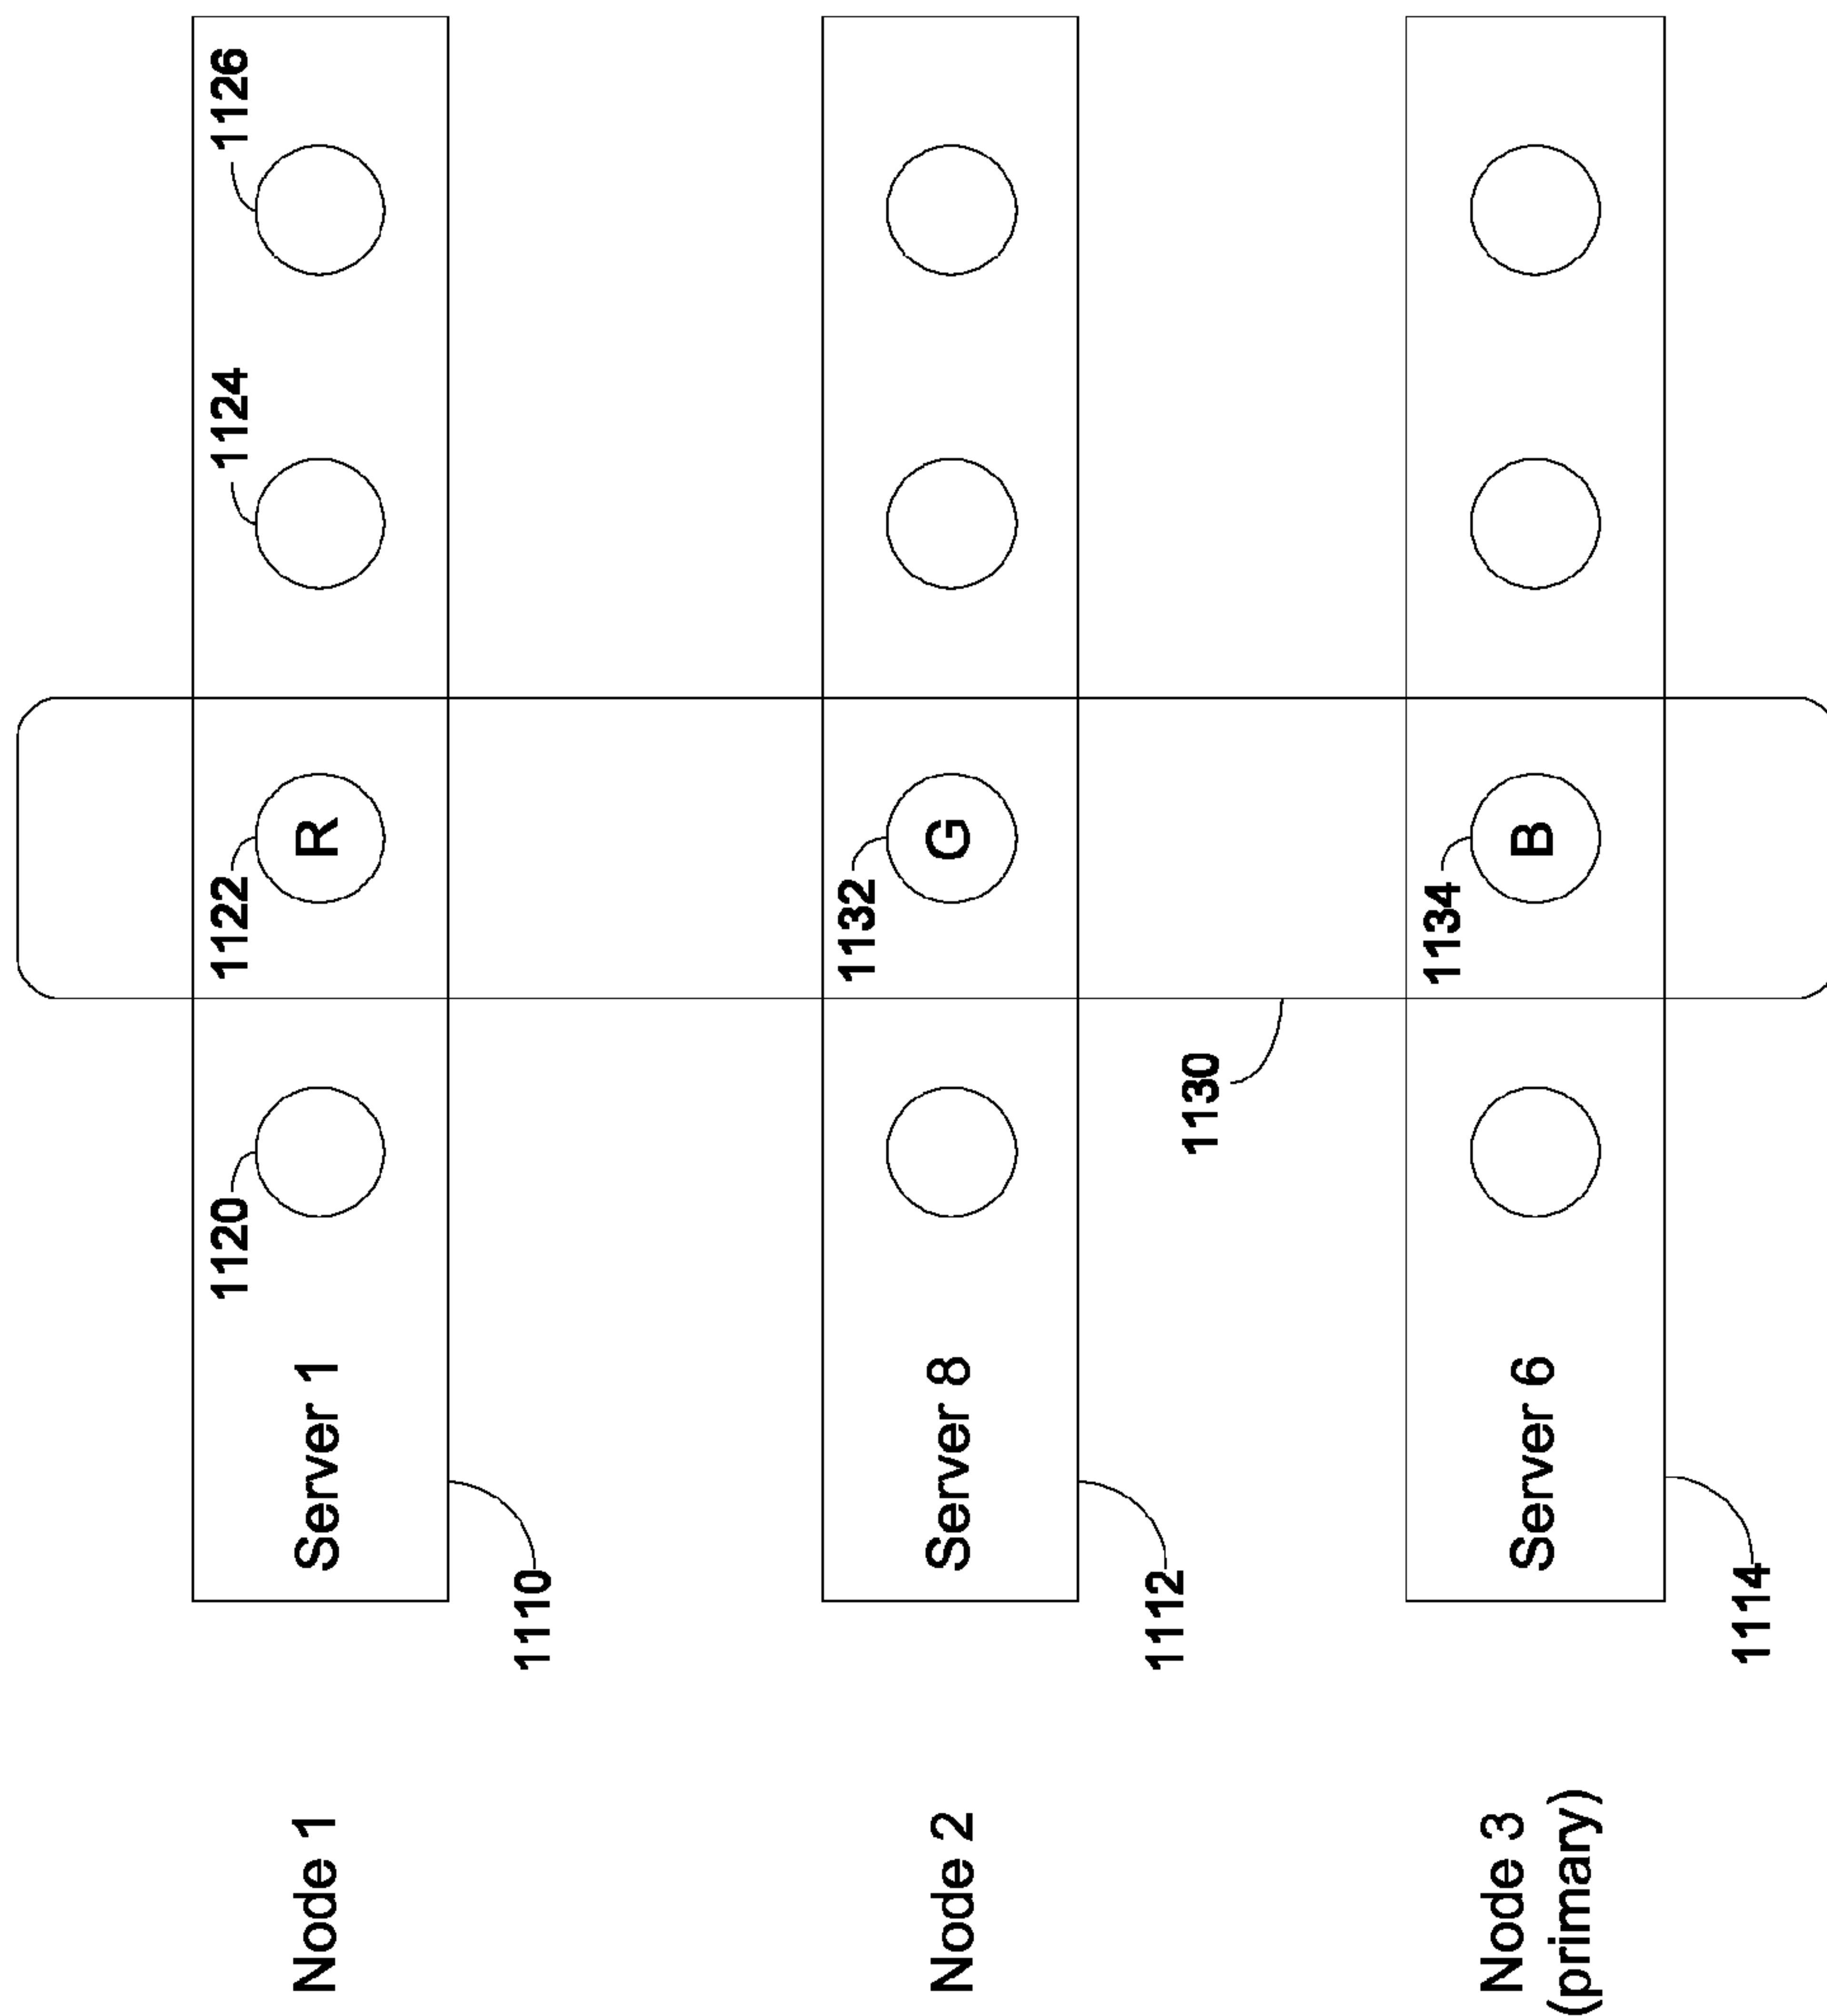 1120
1122
1124
1126
Node 1
Server 1
R
1110
1132
Node 2
Server 8
G
1112
1130
1134
Node 3
(primary)
Server 6
B
1114